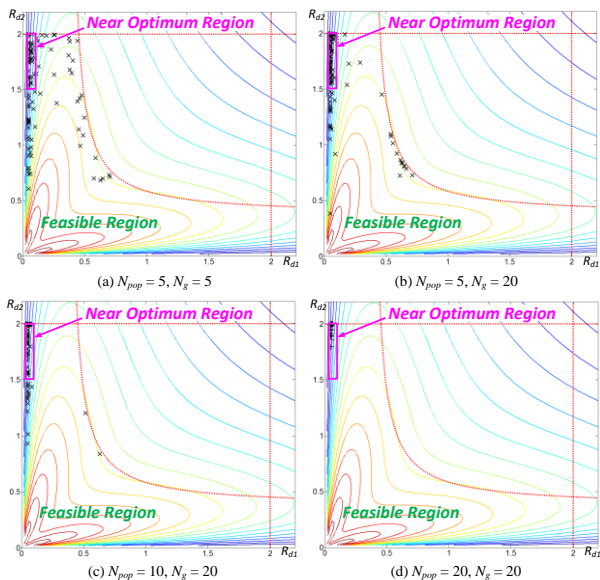 (a) N_pop = 5, N_g = 5
R_d2
Near Optimum Region
2
1.5
1
0.5
0
Feasible Region
0.5
1
1.5
2
R_d1
(b) N_pop = 5, N_g = 20
R_d2
Near Optimum Region
2
1.5
1
0.5
0
Feasible Region
0.5
1
1.5
2
R_d1
(c) N_pop = 10, N_g = 20
R_d2
Near Optimum Region
2
1.5
1
0.5
0
Feasible Region
0.5
1
1.5
2
R_d1
(d) N_pop = 20, N_g = 20
R_d2
Near Optimum Region
2
1.5
1
0.5
0
Feasible Region
0.5
1
1.5
2
R_d1